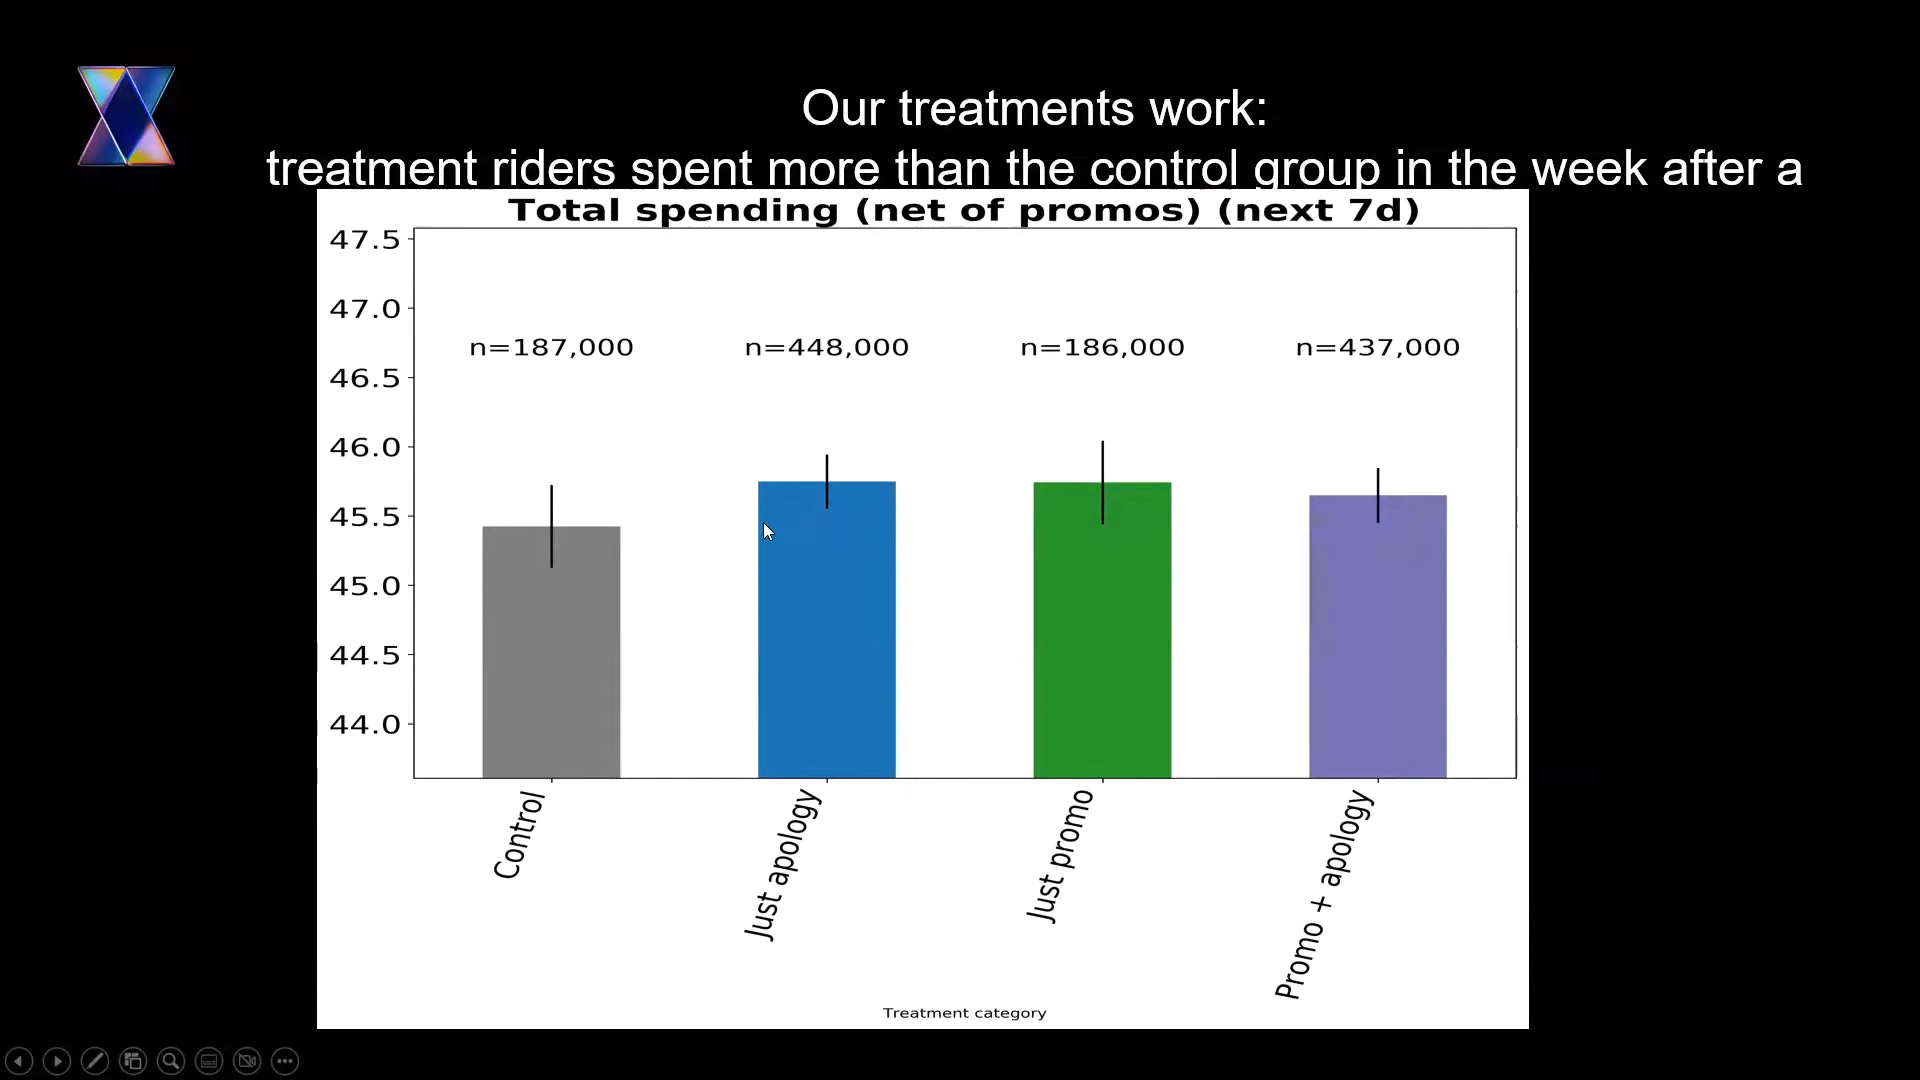 Our treatments work:
treatment riders spent more than the control group in the week after a
Total spending (net of promos) (next 7d)
47.5
47.0
46.5
46.0
45.5
45.0
44.5
44.0
n=187,000
n=448,000
n=186,000
n=437,000
Control
Just apology
Just promo
Promo + apology
Treatment category